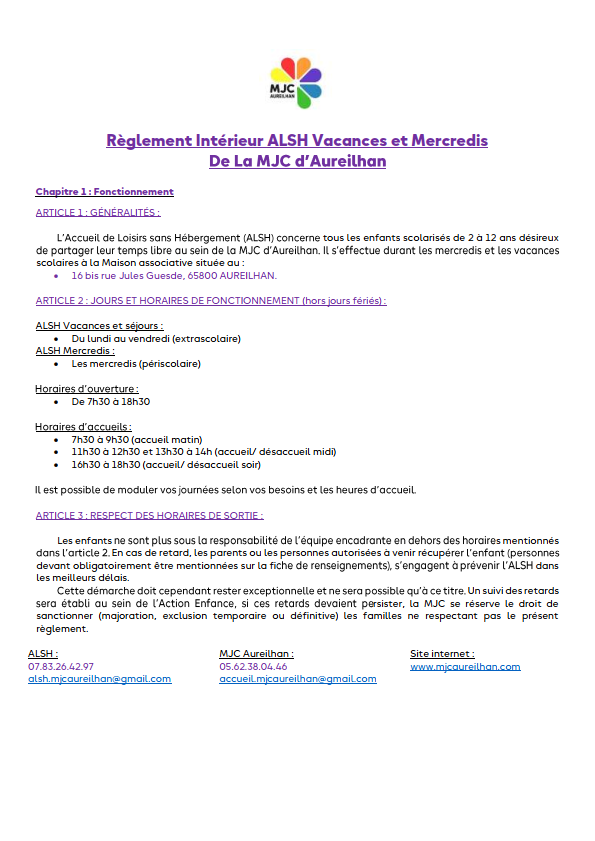 MJC
AUREILHAN
Règlement Intérieur ALSH Vacances et Mercredis
De La MJC d’Aureilhan
Chapitre 1 : Fonctionnement
ARTICLE 1 : GÉNÉRALITÉS :
L’Accueil de Loisirs sans Hébergement (ALSH) concerne tous les enfants scolarisés de 2 à 12 ans désireux
de partager leur temps libre au sein de la MJC d’Aureilhan. Il s’effectue durant les mercredis et les vacances
scolaires à la Maison associative située au :
• 16 bis rue Jules Guesde, 65800 AUREILHAN.
ARTICLE 2 : JOURS ET HORAIRES DE FONCTIONNEMENT (hors jours fériés) :
ALSH Vacances et séjours :
• Du lundi au vendredi (extrascolaire)
ALSH Mercredis :
• Les mercredis (périscolaire)
Horaires d’ouverture :
• De 7h30 à 18h30
Horaires d’accueils :
• 7h30 à 9h30 (accueil matin)
• 11h30 à 12h30 et 13h30 à 14h (accueil/ désaccueil midi)
• 16h30 à 18h30 (accueil/ désaccueil soir)
Il est possible de moduler vos journées selon vos besoins et les heures d’accueil.
ARTICLE 3 : RESPECT DES HORAIRES DE SORTIE :
Les enfants ne sont plus sous la responsabilité de l’équipe encadrante en dehors des horaires mentionnés
dans l’article 2. En cas de retard, les parents ou les personnes autorisées à venir récupérer l’enfant (personnes
devant obligatoirement être mentionnées sur la fiche de renseignements), s’engagent à prévenir l’ALSH dans
les meilleurs délais.
Cette démarche doit cependant rester exceptionnelle et ne sera possible qu’à ce titre. Un suivi des retards
sera établi au sein de l’Action Enfance, si ces retards devaient persister, la MJC se réserve le droit de
sanctionner (majoration, exclusion temporaire ou définitive) les familles ne respectant pas le présent
règlement.
ALSH :
07.83.26.42.97
alsh.mjcaureilhan@gmail.com
MJC Aureilhan :
05.62.38.04.46
accueil.mjcaureilhan@gmail.com
Site internet :
www.mjcaureilhan.com